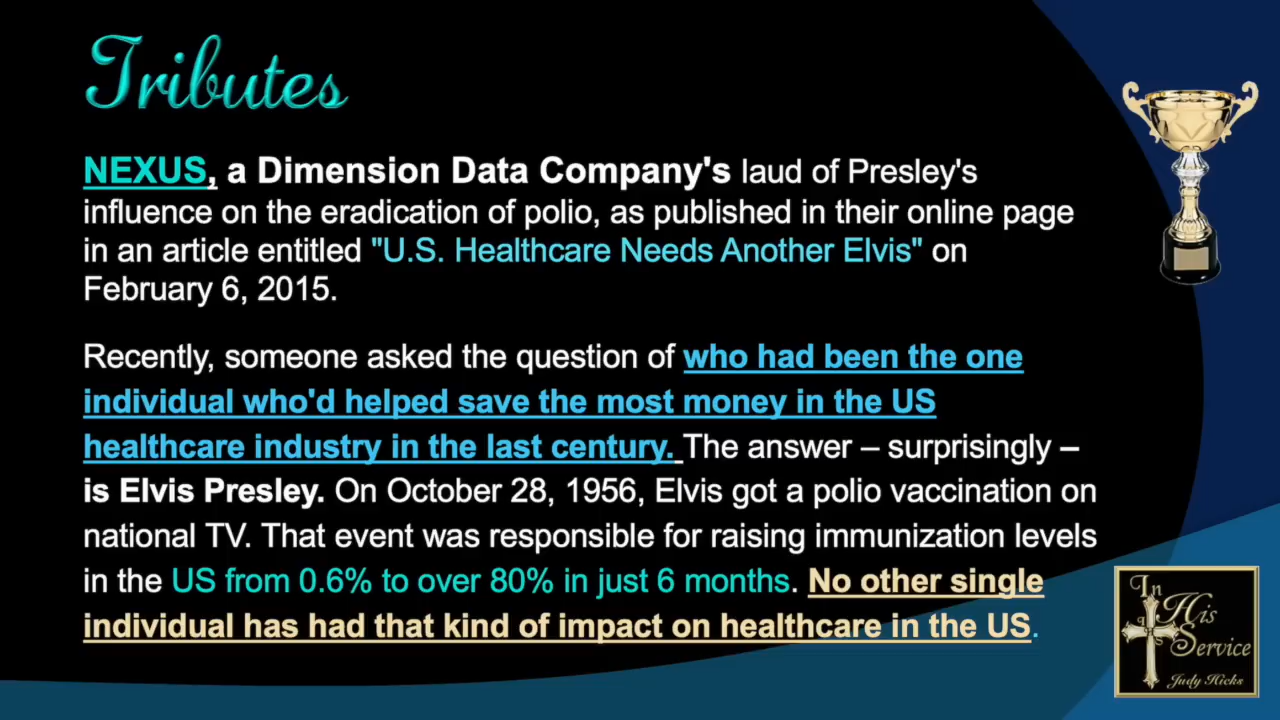 Tributes
NEXUS, a Dimension Data Company's laud of Presley's
influence on the eradication of polio, as published in their online page
in an article entitled "U.S. Healthcare Needs Another Elvis" on
February 6, 2015.
Recently, someone asked the question of who had been the one
individual who'd helped save the most money in the US
healthcare industry in the last century. The answer – surprisingly –
is Elvis Presley. On October 28, 1956, Elvis got a polio vaccination on
national TV. That event was responsible for raising immunization levels
in the US from 0.6% to over 80% in just 6 months. No other single
individual has had that kind of impact on healthcare in the US.
In
His
Service
Judy Hicks